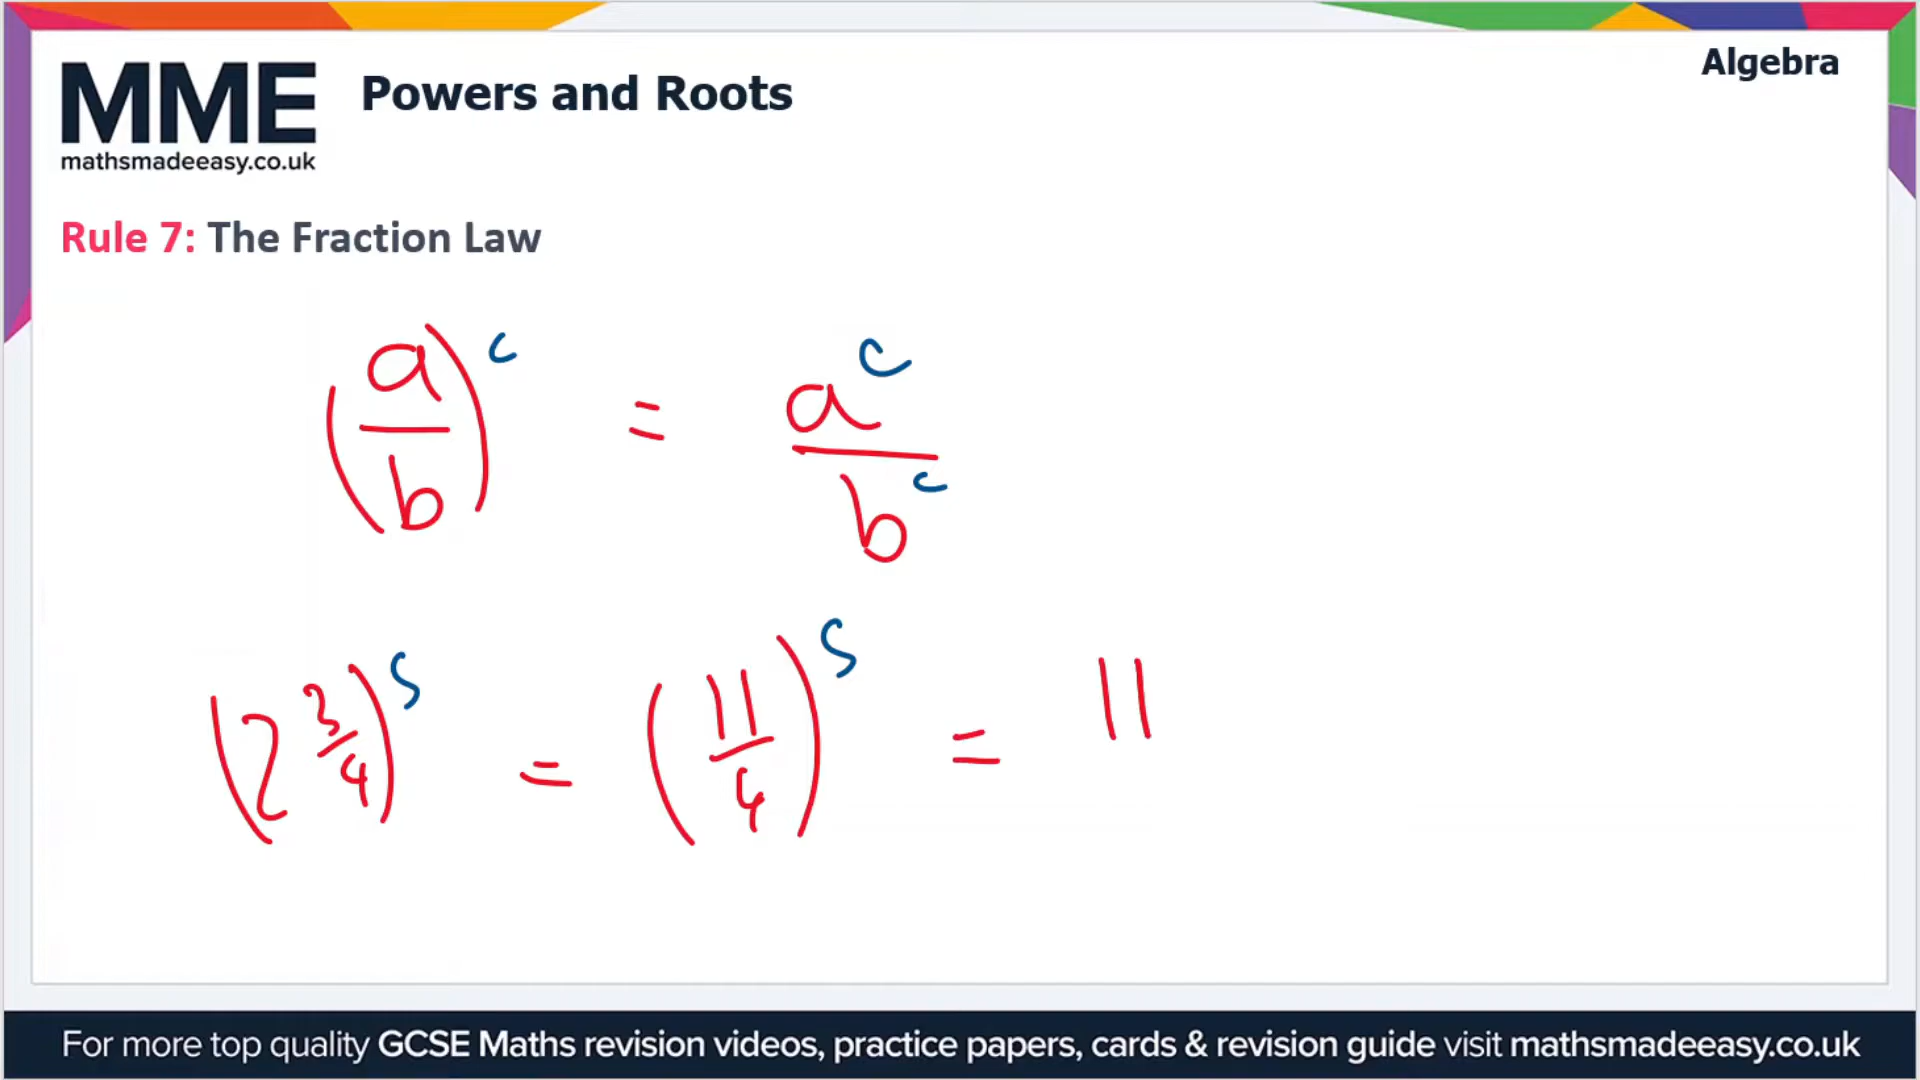 Algebra
MME Powers and Roots
mathsmadeeasy.co.uk
Rule 7: The Fraction Law
(a/b)^c = a^c/b^c
(2 3/4)^5 = (11/4)^5 = 11
For more top quality GCSE Maths revision videos, practice papers, cards & revision guide visit mathsmadeeasy.co.uk